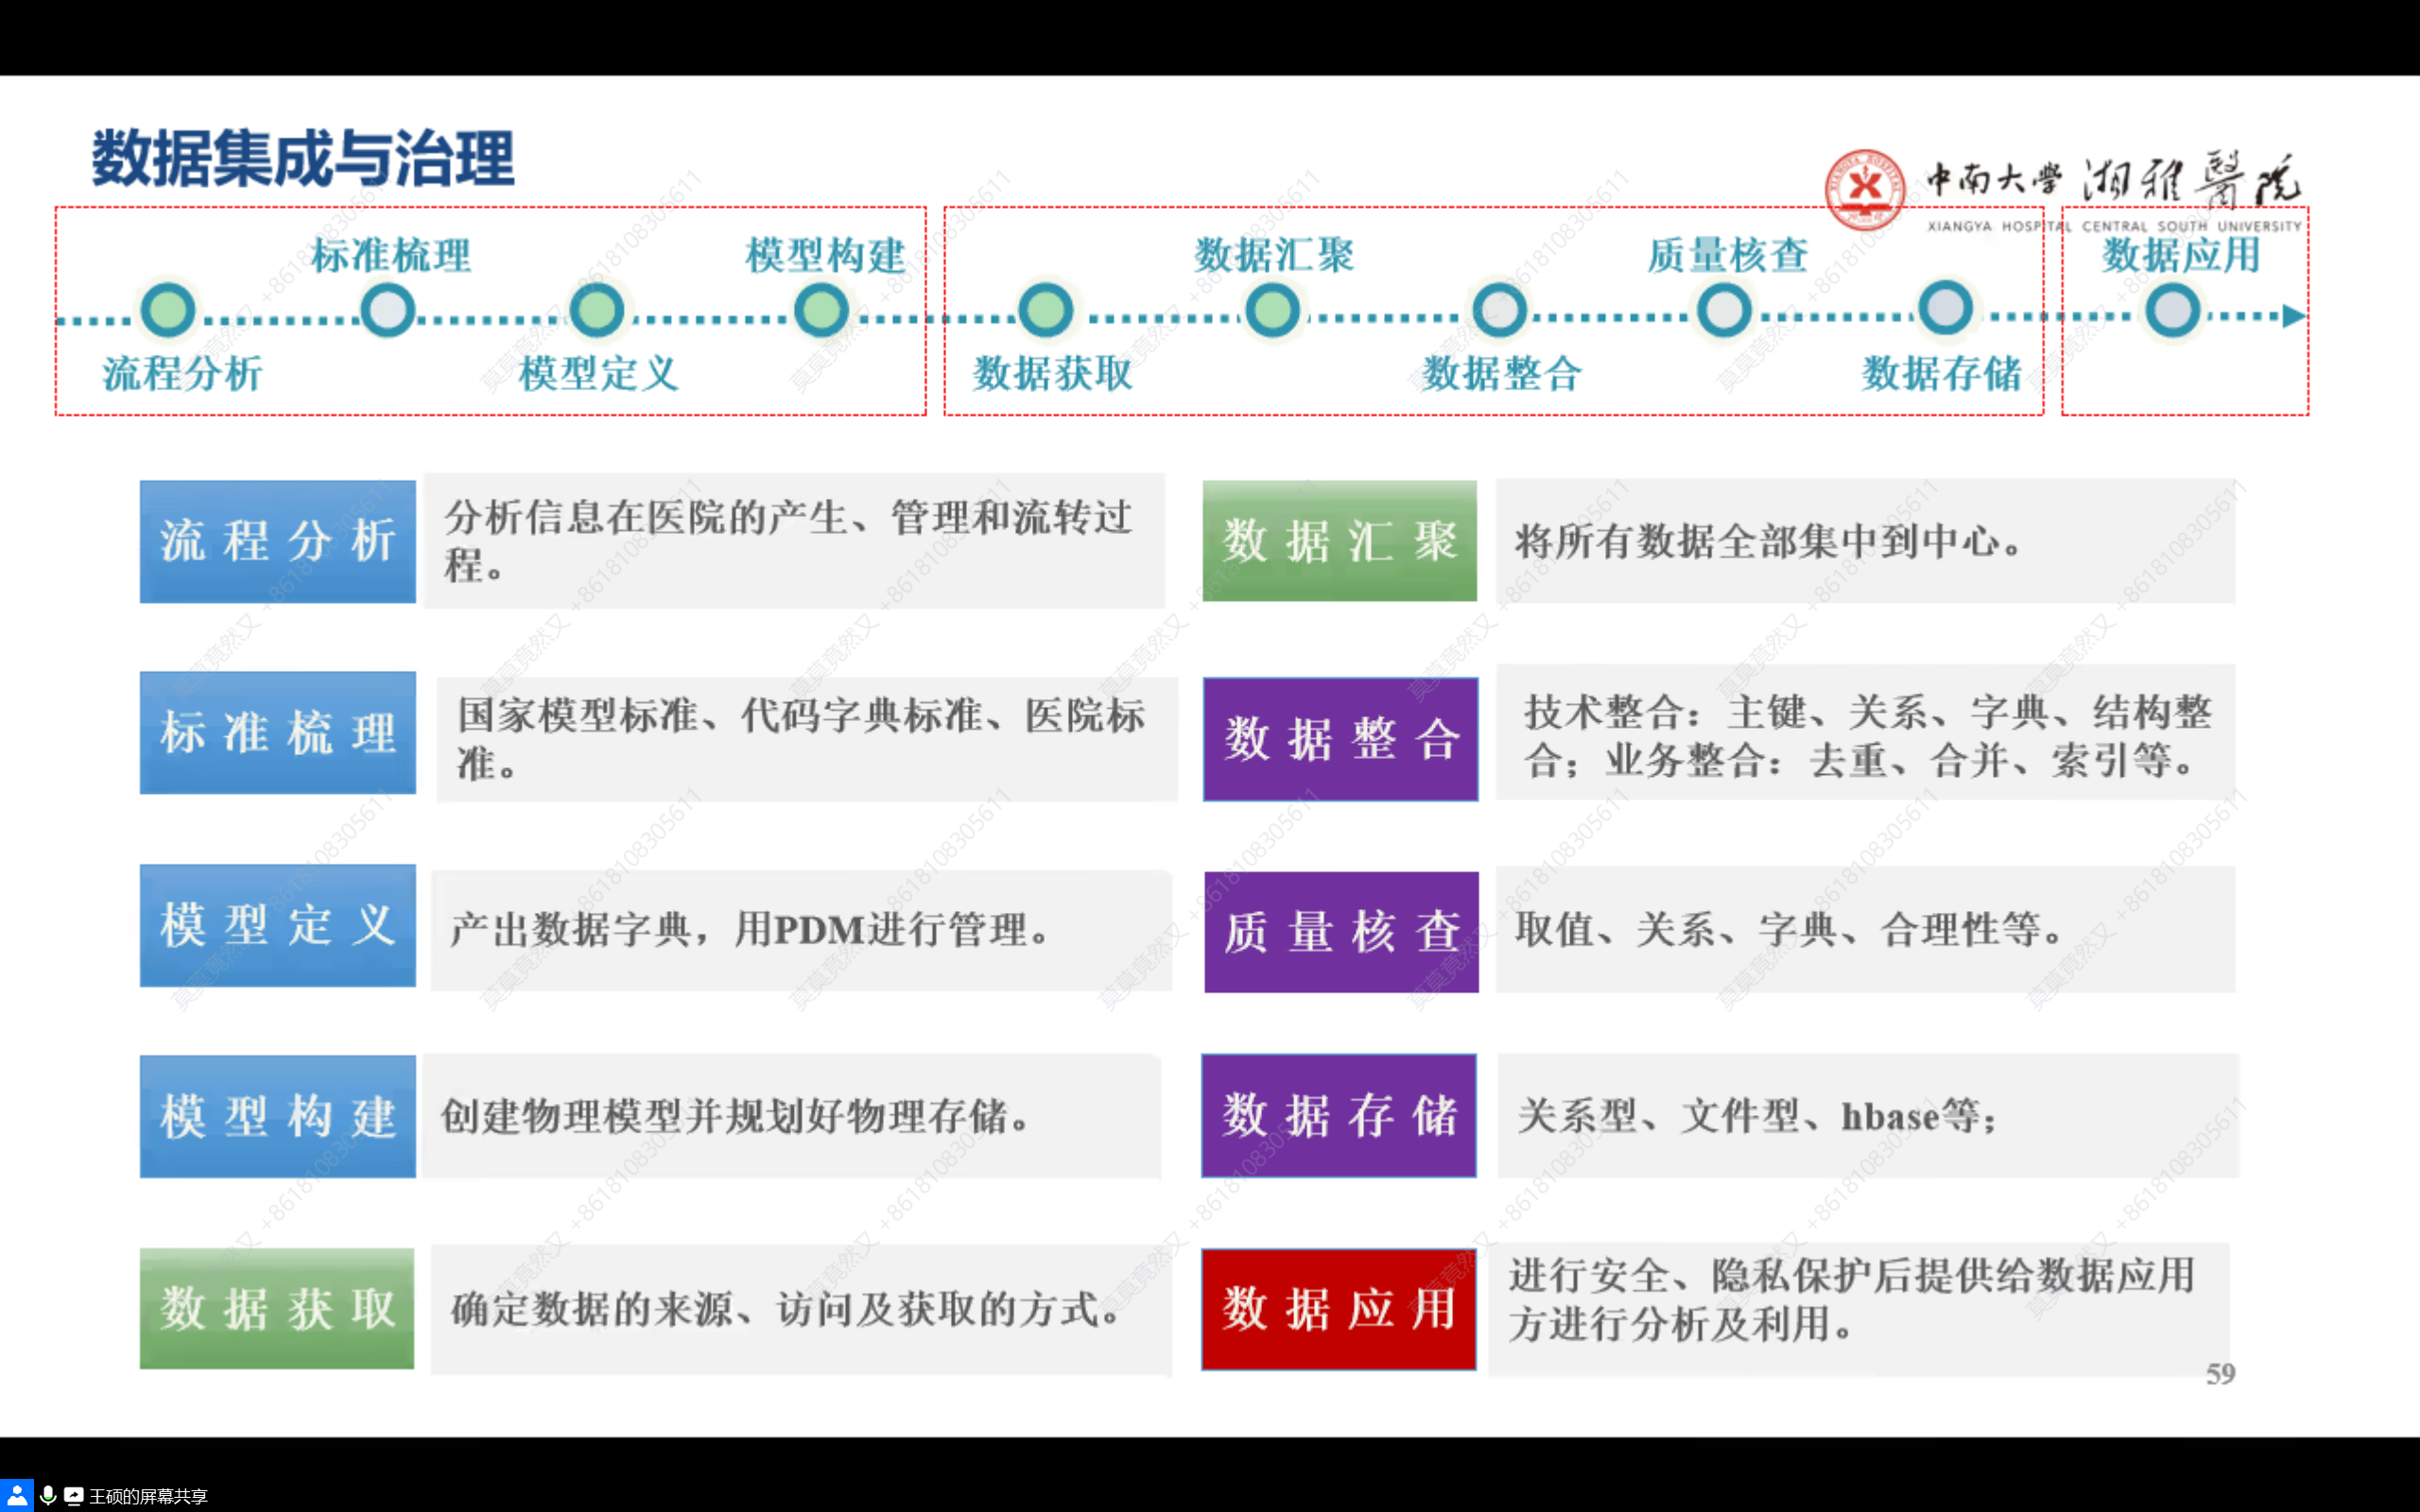 数据集成与治理
中南大学 湘雅醫院
XIANGYA HOSPITAL CENTRAL SOUTH UNIVERSITY
标准梳理
模型构建
数据汇聚
质量核查
数据应用
流程分析
模型定义
数据获取
数据整合
数据存储
流程分析
分析信息在医院的产生、管理和流转过
程。
标准梳理
国家模型标准、代码字典标准、医院标
准。
模型定义
产出数据字典，用PDM进行管理。
模型构建
创建物理模型并规划好物理存储。
数据获取
确定数据的来源、访问及获取的方式。
数据汇聚
将所有数据全部集中到中心。
数据整合
技术整合：主键、关系、字典、结构整
合；业务整合：去重、合并、索引等。
质量核查
取值、关系、字典、合理性等。
数据存储
关系型、文件型、hbase等；
数据应用
进行安全、隐私保护后提供给数据应用
方进行分析及利用。
59
莫莫竟然又 +8618108305611
王硕的屏幕共享